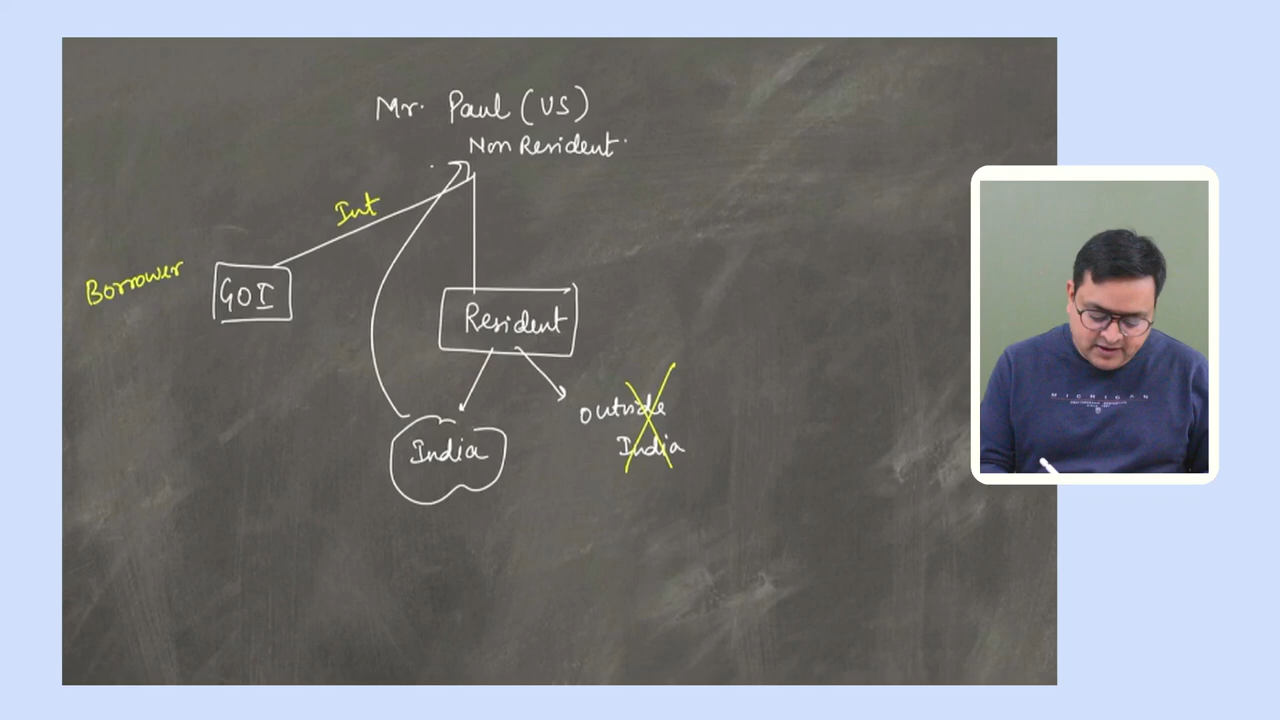 Mr. Paul (US)
Non Resident.
Int
Borrower
GOI
Resident
outside
India
India
MICHIGAN